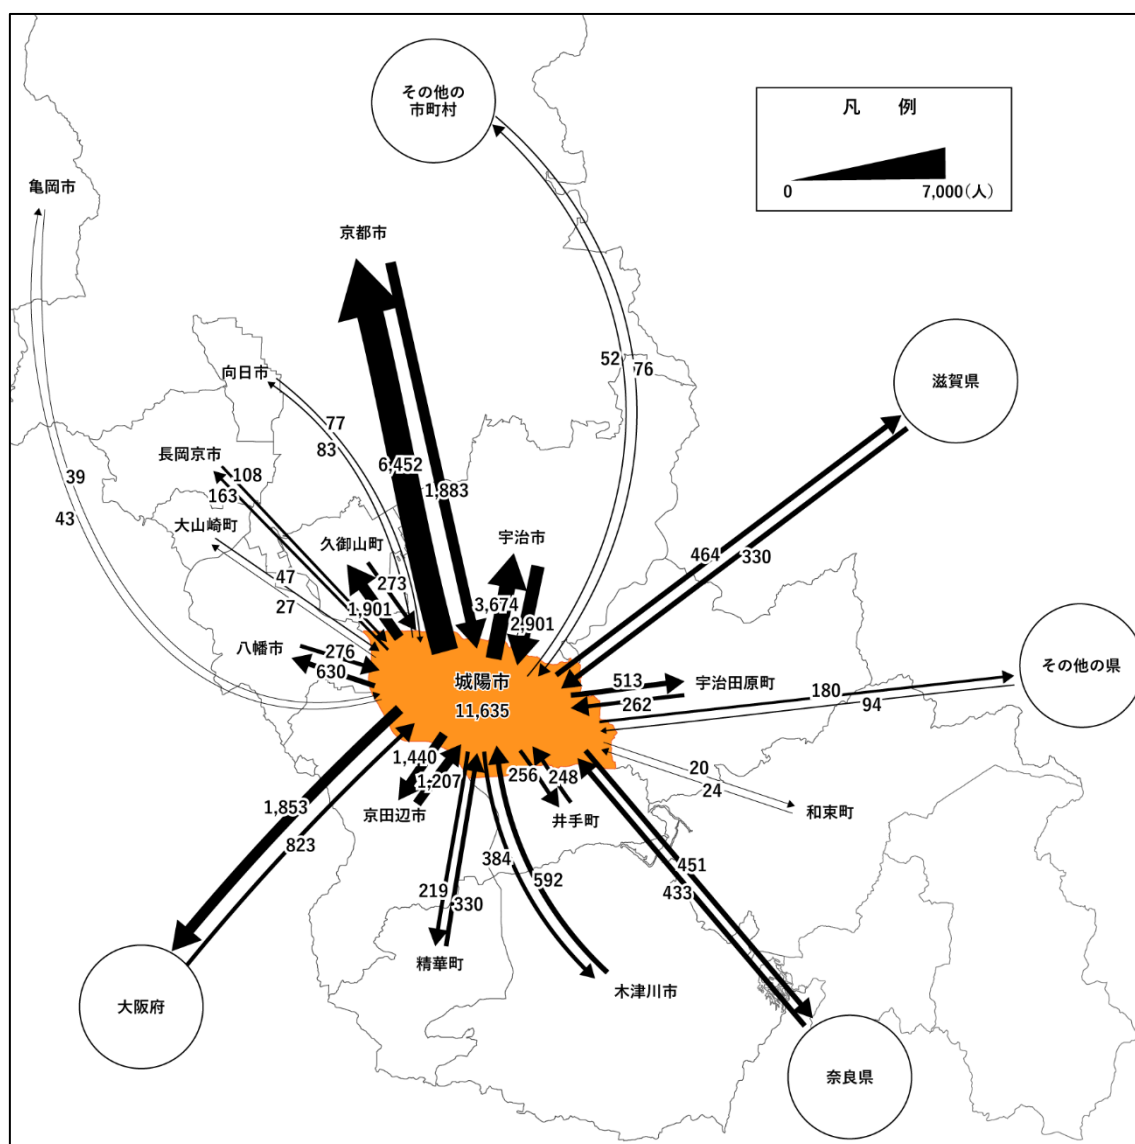 その他の
市町村
凡 例
0
7,000(人)
亀岡市
京都市
向日市
52
76
滋賀県
77
83
長岡京市
108
163
6,452
1,883
39
43
大山崎町
久御山町
宇治市
464
330
47
27
273
1,901
3,674
2,901
八幡市
276
630
城陽市
11,635
513
262
宇治田原町
その他の県
180
94
1,440
1,207
256
248
20
24
和束町
1,853
823
京田辺市
井手町
384
592
451
433
219
330
精華町
木津川市
大阪府
奈良県